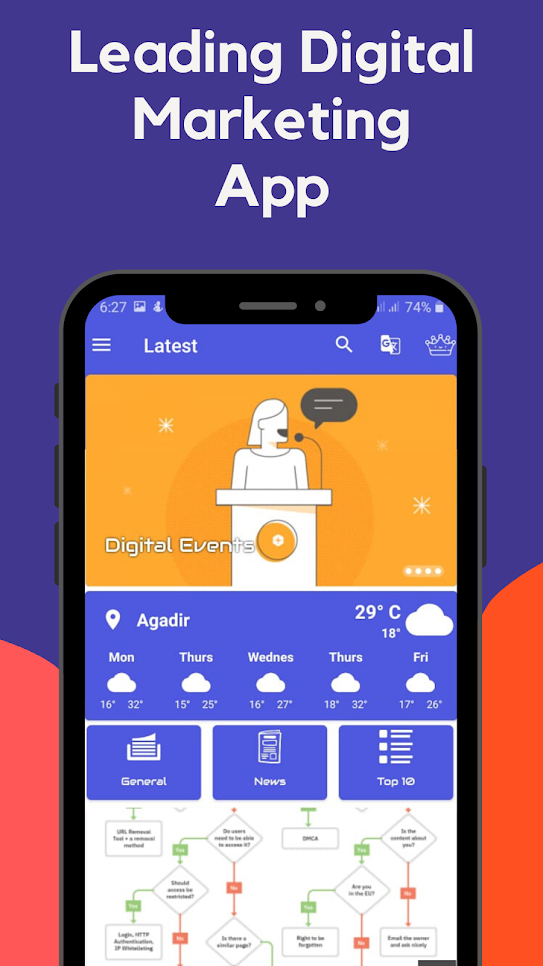 Leading Digital
Marketing
App
6:27
74%
Latest
Digital Events
Agadir
29° C
18°
Mon
Thurs
Wednes
Thurs
Fri
16° 32°
15° 25°
16° 27°
18° 32°
17° 26°
General
News
Top 10
URL Removal
Tool + a removal
method
Do users
need to be able
to access it?
DMCA
Is the
content about
you?
Yes
Yes
Should
access be
restricted?
No
Are you
in the EU?
No
Yes
Yes
Login, HTTP
Authentication,
IP Whitelisting
No
Is there a
similar page?
Right to be
forgotten
No
Email the owner
and ask nicely